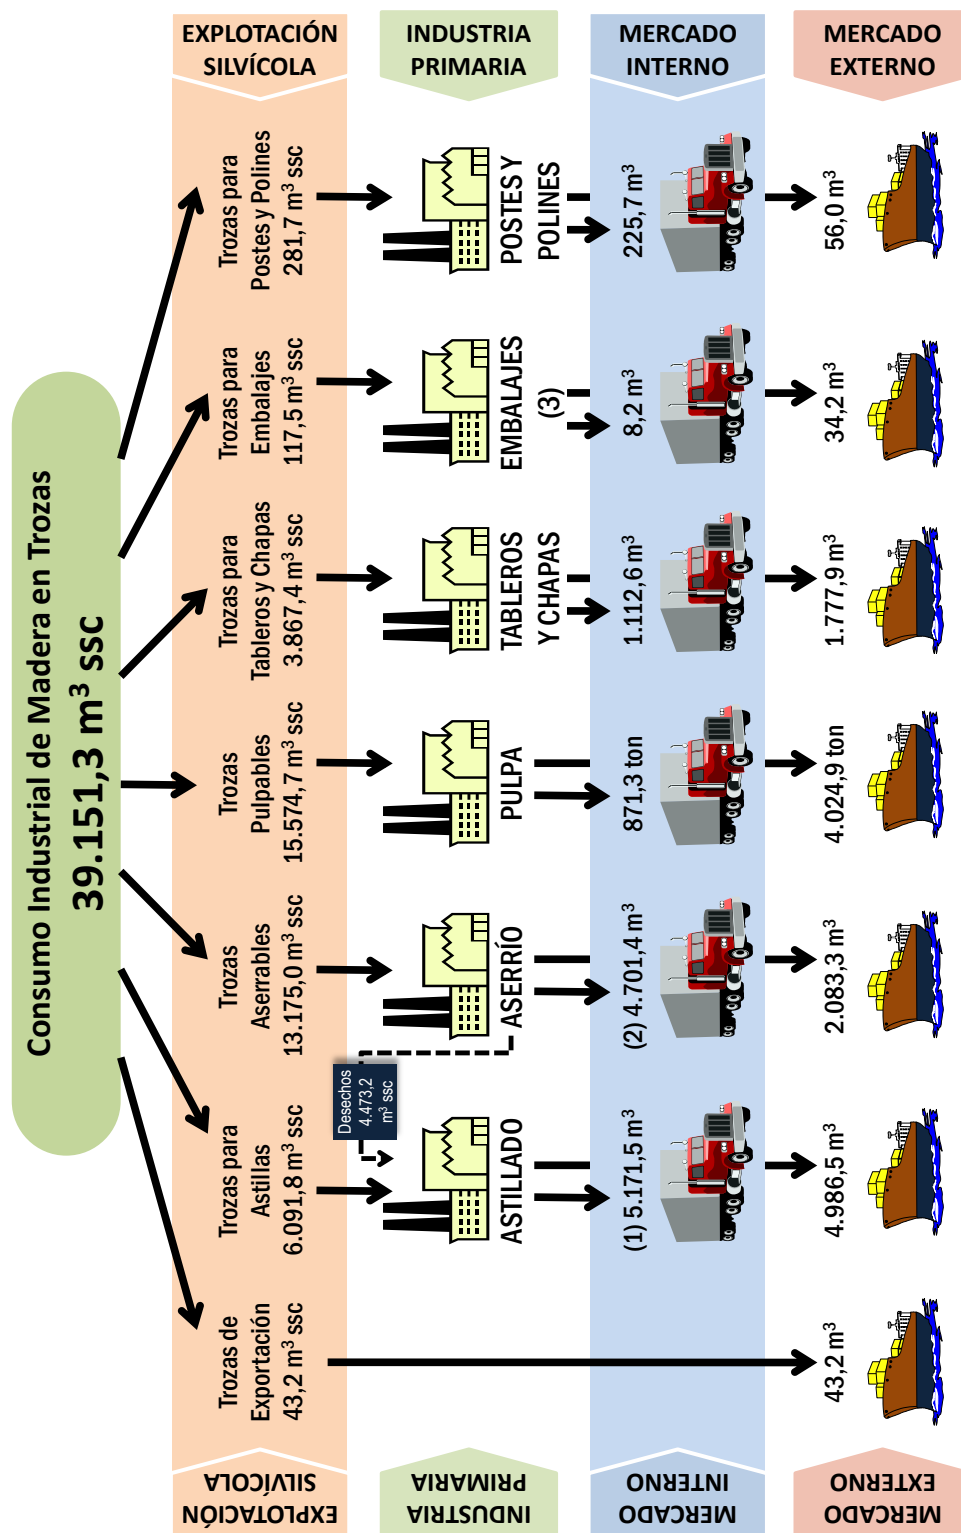 Consumo Industrial de Madera en Trozas
39.151,3 m³ ssc
EXPLOTACIÓN
SILVÍCOLA
Trozas de
Exportación
43,2 m³ ssc
Trozas para
Astillas
6.091,8 m³ ssc
Trozas
Aserrables
13.175,0 m³ ssc
Trozas
Pulpables
15.574,7 m³ ssc
Trozas para
Tableros y Chapas
3.867,4 m³ ssc
Trozas para
Embalajes
117,5 m³ ssc
Trozas para
Postes y Polines
281,7 m³ ssc
EXPLOTACIÓN
SILVÍCOLA
Desechos
4.473,2
m³ ssc
INDUSTRIA
PRIMARIA
ASTILLADO
ASERRÍO
PULPA
TABLEROS
Y CHAPAS
EMBALAJES
(3)
POSTES Y
POLINES
INDUSTRIA
PRIMARIA
MERCADO
INTERNO
(1) 5.171,5 m³
(2) 4.701,4 m³
871,3 ton
1.112,6 m³
8,2 m³
225,7 m³
MERCADO
INTERNO
MERCADO
EXTERNO
43,2 m³
4.986,5 m³
2.083,3 m³
4.024,9 ton
1.777,9 m³
34,2 m³
56,0 m³
MERCADO
EXTERNO